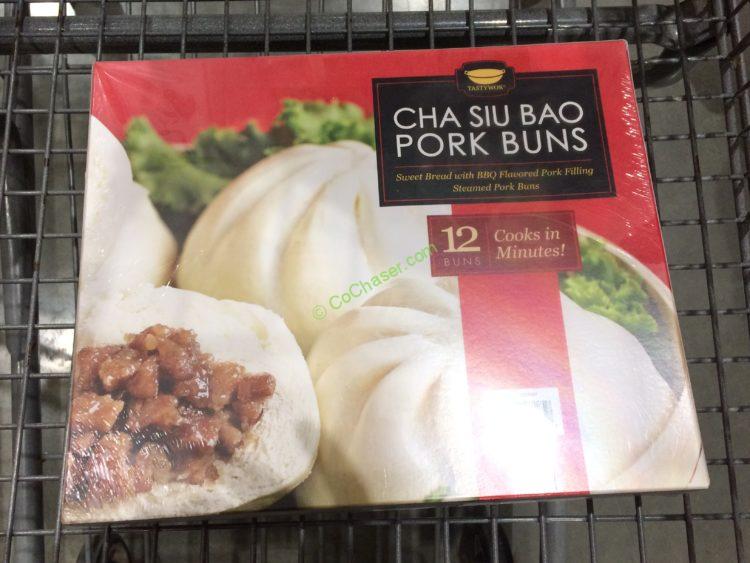 TASTYWOK®
CHA SIU BAO
PORK BUNS
Sweet Bread with BBQ Flavored Pork Filling
Steamed Pork Buns
12
BUNS
Cooks in
Minutes!
© CoChaser.com